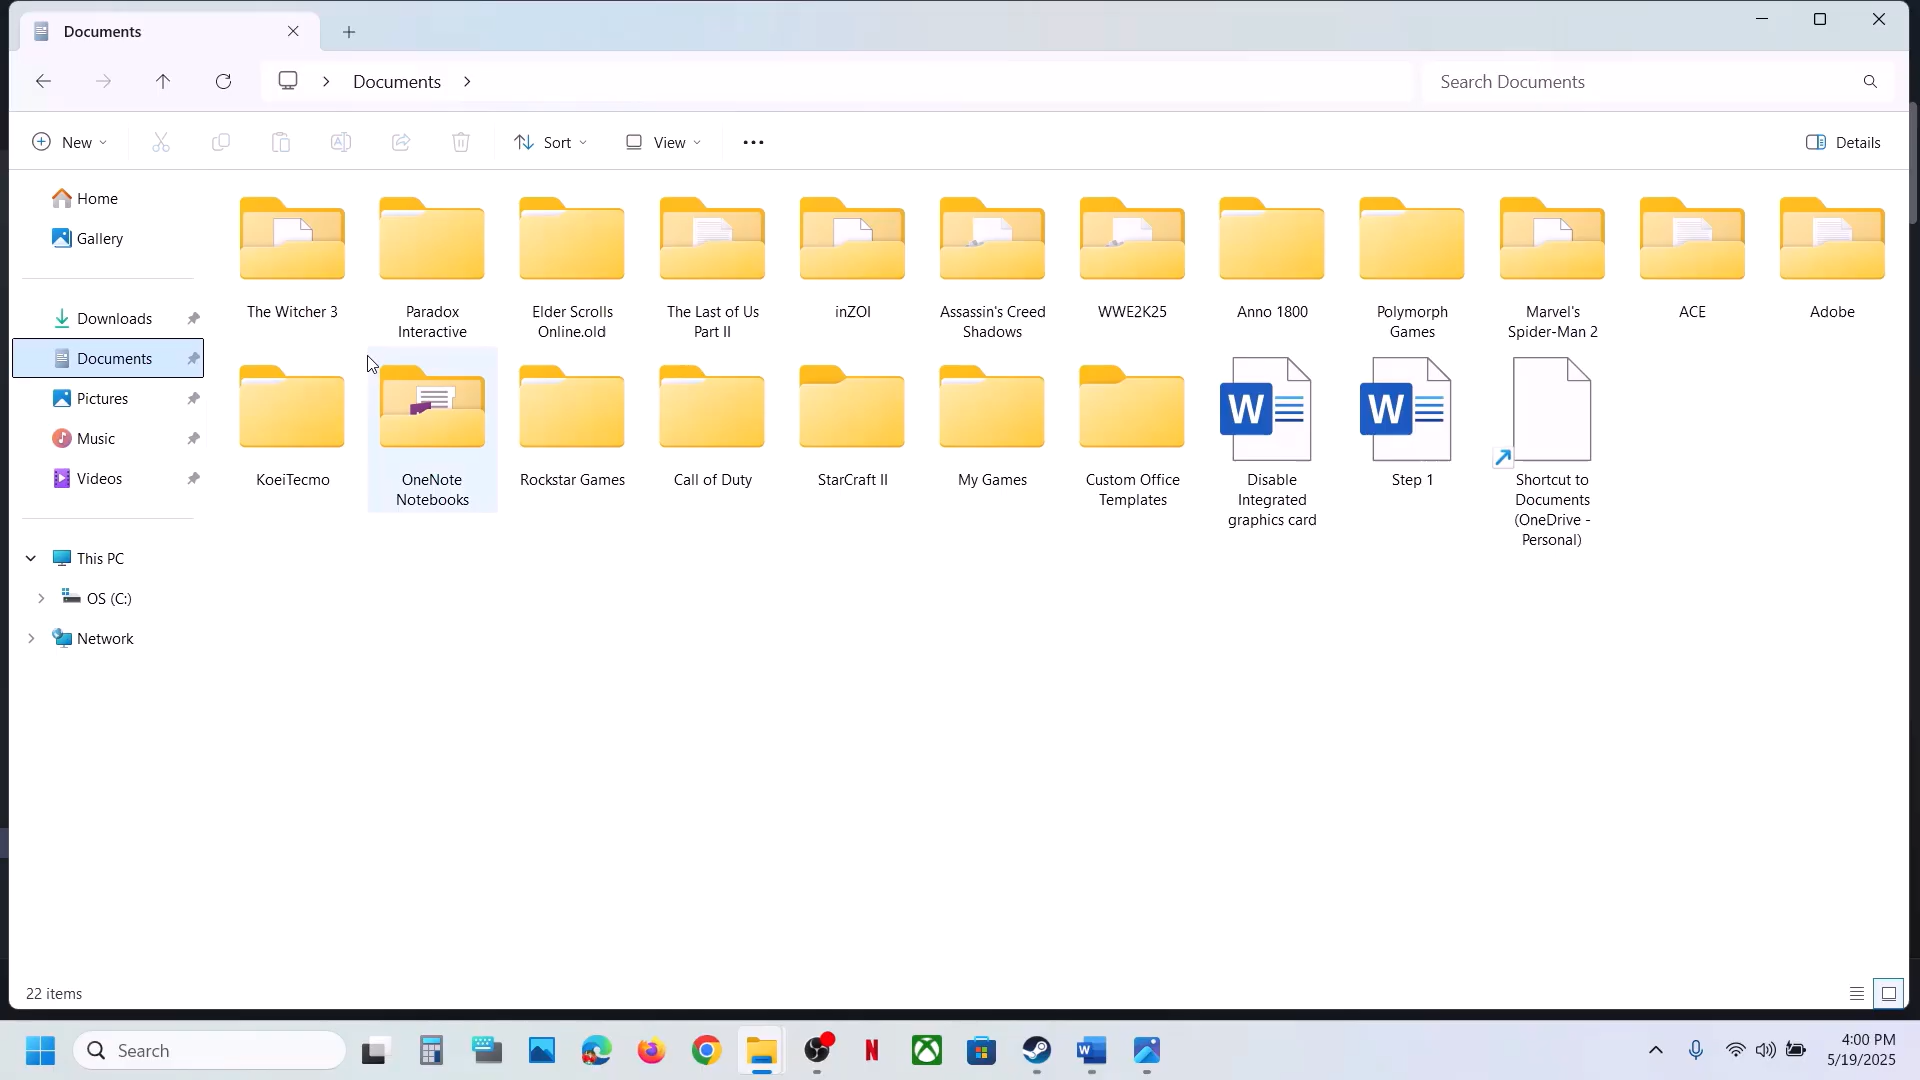 Documents
Documents
Search Documents
New
Sort
View
Details
Home
Gallery
Downloads
Documents
Pictures
Music
Videos
This PC
OS (C:)
Network
The Witcher 3
Paradox
Interactive
Elder Scrolls
Online.old
The Last of Us
Part II
inZOI
Assassin's Creed
Shadows
WWE2K25
Anno 1800
Polymorph
Games
Marvel's
Spider-Man 2
ACE
Adobe
KoeiTecmo
OneNote
Notebooks
Rockstar Games
Call of Duty
StarCraft II
My Games
Custom Office
Templates
W
Disable
Integrated
graphics card
W
Step 1
Shortcut to
Documents
(OneDrive -
Personal)
22 items
Search
N
W
4:00 PM
5/19/2025